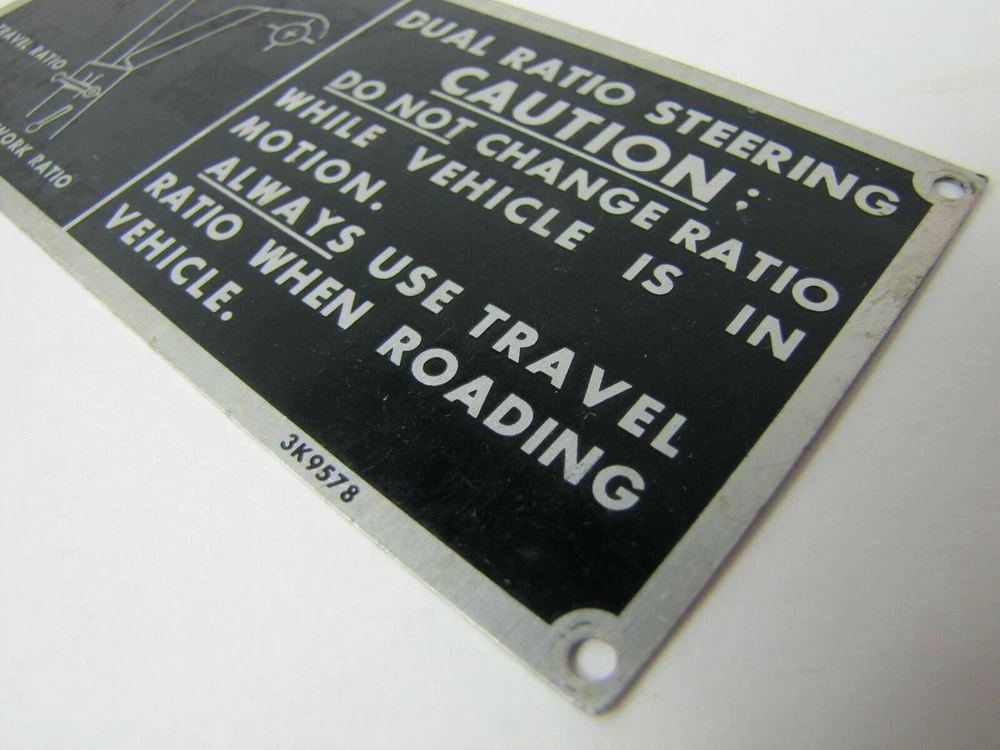 TRAVEL RATIO
WORK RATIO
DUAL RATIO STEERING
CAUTION:
DO NOT CHANGE RATIO
WHILE VEHICLE IS IN
MOTION.
ALWAYS USE TRAVEL
RATIO WHEN ROADING
VEHICLE.
3K9578